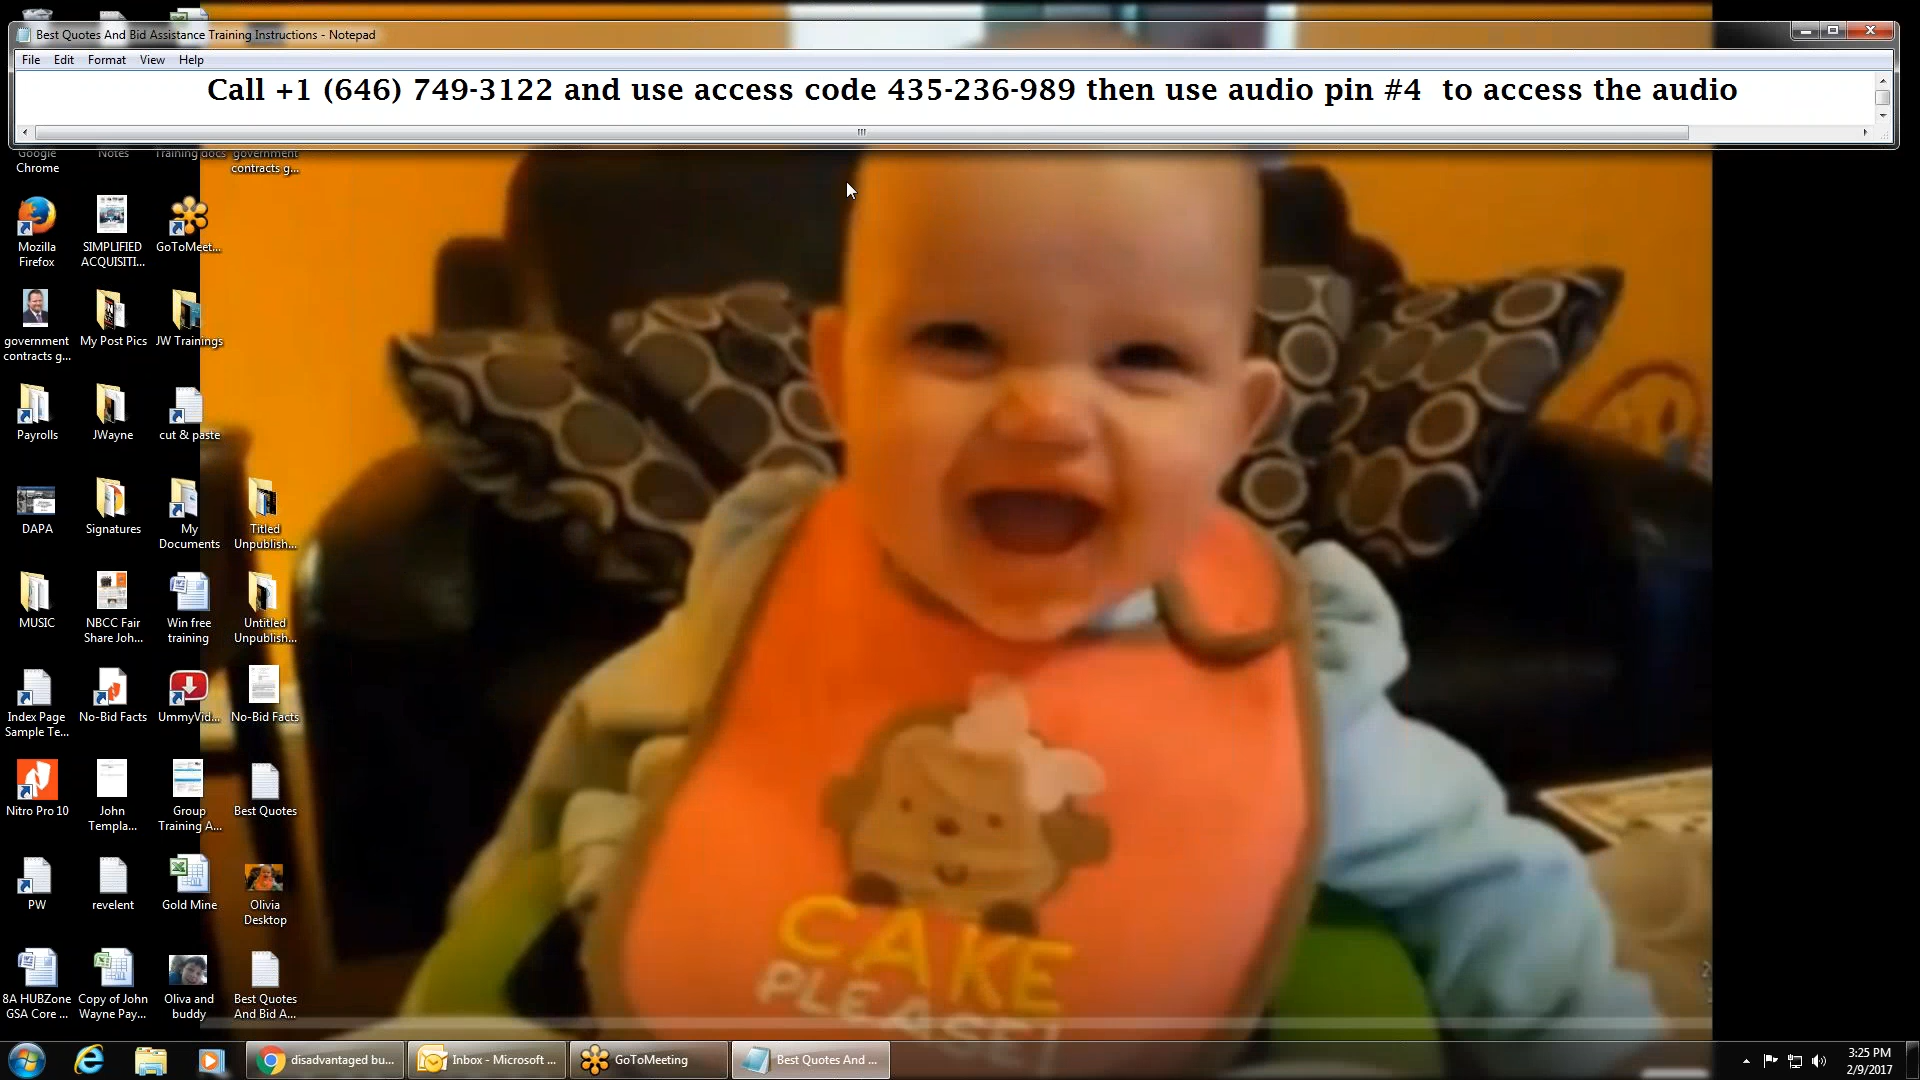 Best Quotes And Bid Assistance Training Instructions - Notepad
File Edit Format View Help
Call +1 (646) 749-3122 and use access code 435-236-989 then use audio pin #4 to access the audio
Google Chrome
Notes
Training docs
government contracts g...
Mozilla Firefox
SIMPLIFIED ACQUISITI...
GoToMeet...
government contracts g...
My Post Pics
JW Trainings
Payrolls
JWayne
cut & paste
DAPA
Signatures
My Documents
Titled Unpublish...
MUSIC
NBCC Fair Share Joh...
Win free training
Untitled Unpublish...
Index Page Sample Te...
No-Bid Facts
UmmyVid...
No-Bid Facts
Nitro Pro 10
John Templa...
Group Training A...
Best Quotes
PW
revelent
Gold Mine
Olivia Desktop
8A HUBZone GSA Core ...
Copy of John Wayne Pay...
Oliva and buddy
Best Quotes And Bid A...
CAKE
PLEASE!
disadvantaged bu...
Inbox - Microsoft ...
GoToMeeting
Best Quotes And ...
3:25 PM
2/9/2017